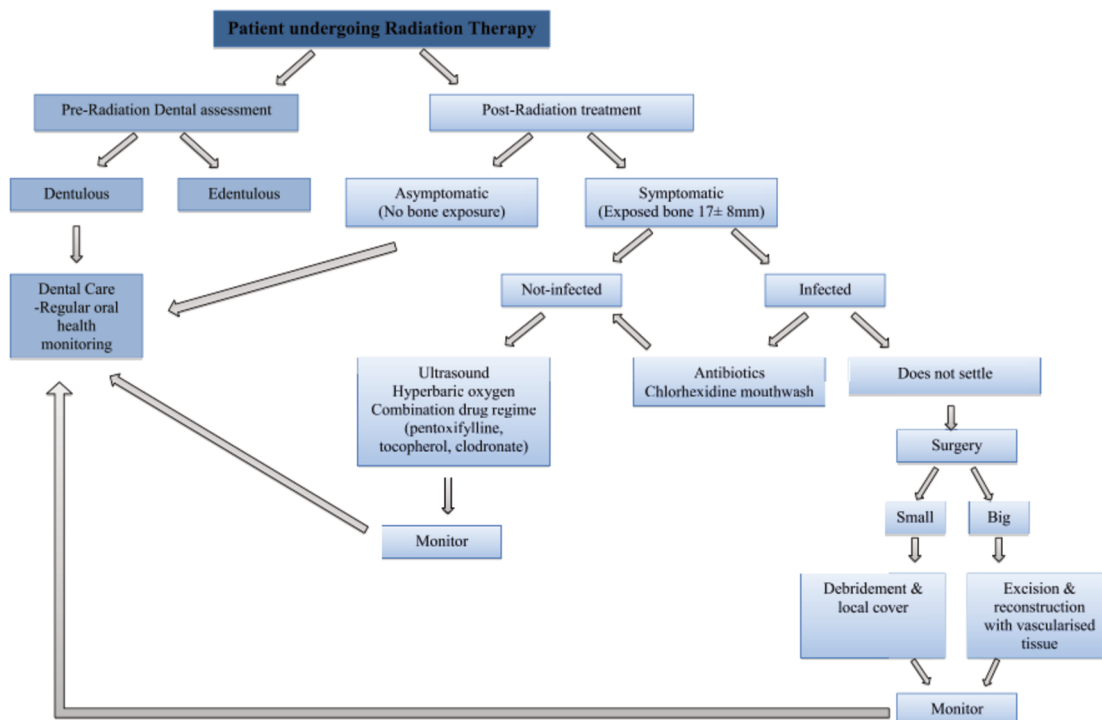 Patient undergoing Radiation Therapy
Pre-Radiation Dental assessment
Post-Radiation treatment
Dentulous
Edentulous
Asymptomatic
(No bone exposure)
Symptomatic
(Exposed bone 17± 8mm)
Dental Care
-Regular oral
health
monitoring
Not-infected
Infected
Ultrasound
Hyperbaric oxygen
Combination drug regime
(pentoxifylline,
tocopherol, clodronate)
Antibiotics
Chlorhexidine mouthwash
Does not settle
Surgery
Small
Big
Monitor
Debridement &
local cover
Excision &
reconstruction
with vascularised
tissue
Monitor